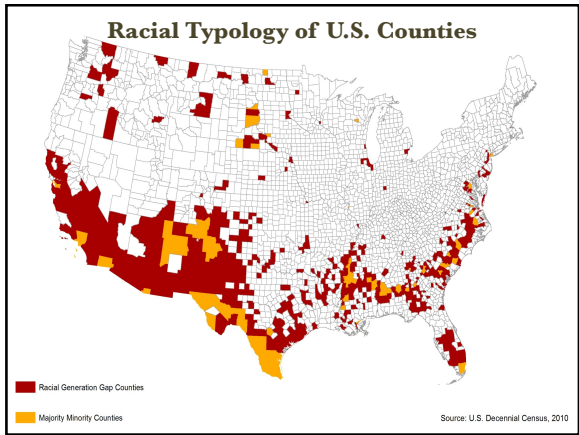 Racial Typology of U.S. Counties
Racial Generation Gap Counties
Majority Minority Counties
Source: U.S. Decennial Census, 2010